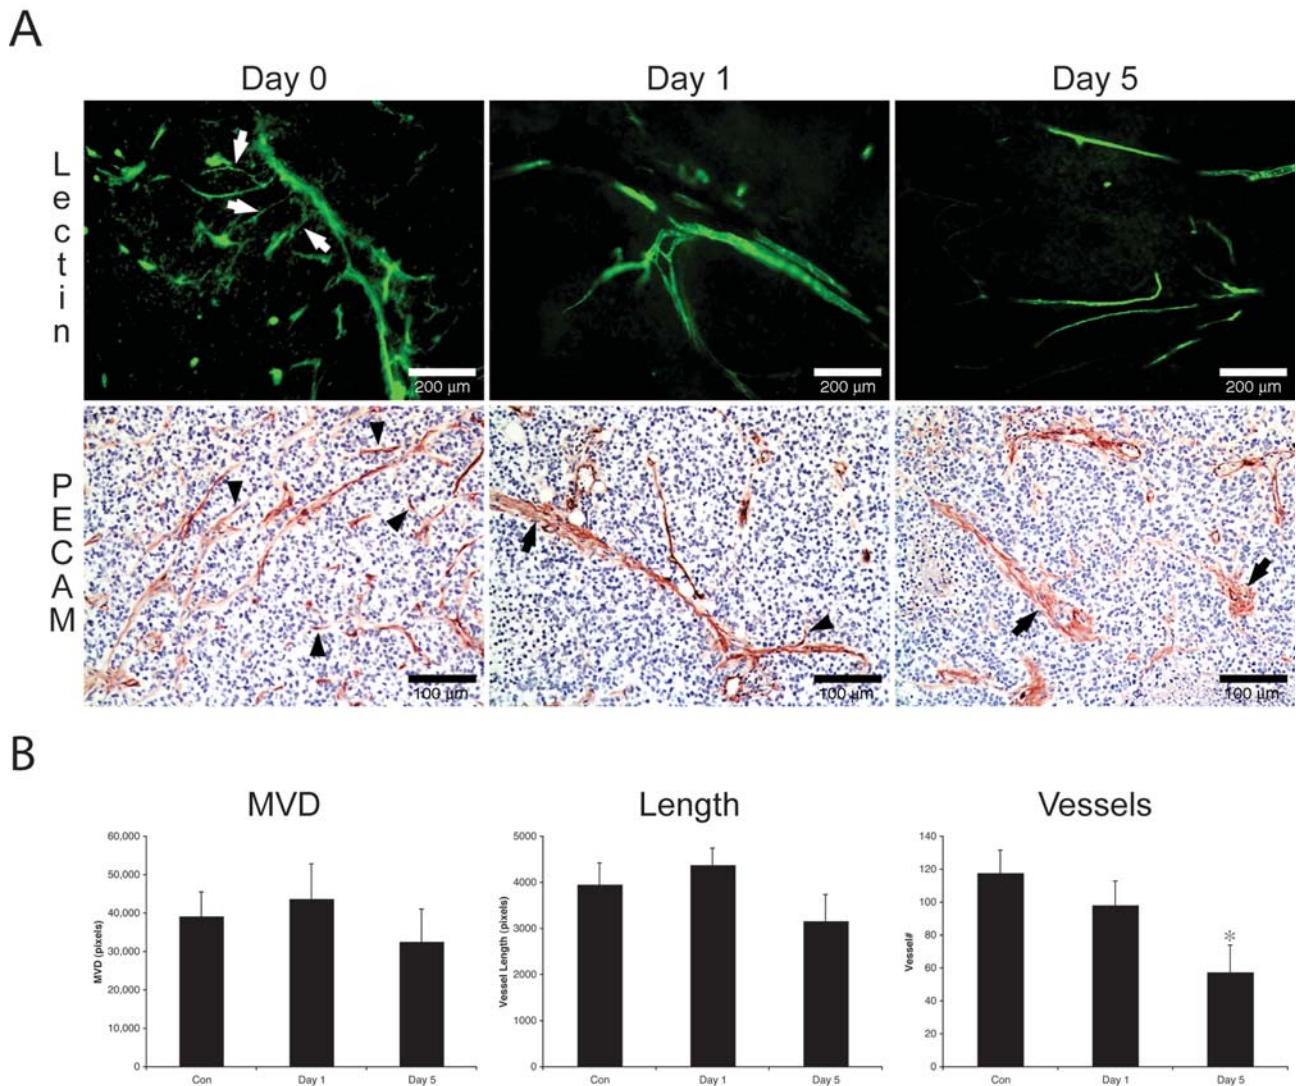 A
Day 0 Day 1 Day 5
Lectin
200 µm 200 µm 200 µm
PECAM
100 µm 100 µm 100 µm
B
MVD Length Vessels
MVD (pixels)
60,000
50,000
40,000
30,000
20,000
10,000
0
Con Day 1 Day 5
Vessel Length (pixels)
5000
4000
3000
2000
1000
0
Con Day 1 Day 5
Vessel#
140
120
100
80
60
40
20
0
*
Con Day 1 Day 5